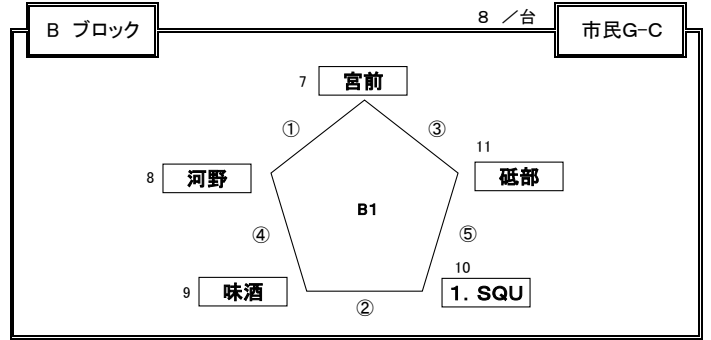 B ブロック
8 ／台
市民G-C
7 宮前
① ③
11
8 河野
砥部
B1
④ ⑤
10
9 味酒
1．SQU
②